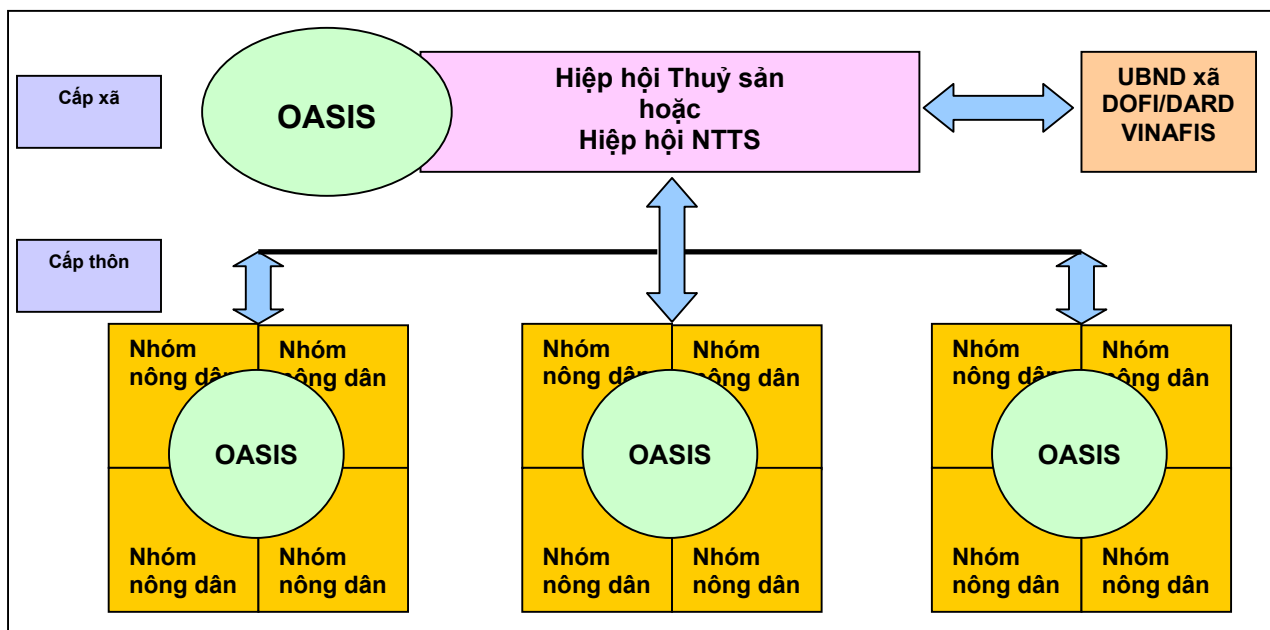 Cấp xã
OASIS
Hiệp hội Thuỷ sản
hoặc
Hiệp hội NTTS
UBND xã
DOFI/DARD
VINAFIS
Cấp thôn
Nhóm
nông dân
Nhóm
nông dân
OASIS
Nhóm
nông dân
Nhóm
nông dân
Nhóm
nông dân
Nhóm
nông dân
OASIS
Nhóm
nông dân
Nhóm
nông dân
Nhóm
nông dân
Nhóm
nông dân
OASIS
Nhóm
nông dân
Nhóm
nông dân